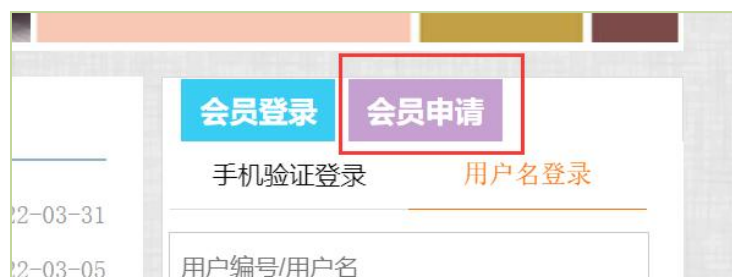 会员登录 会员申请
手机验证登录 用户名登录
22-03-31
用户编号/用户名
22-03-05